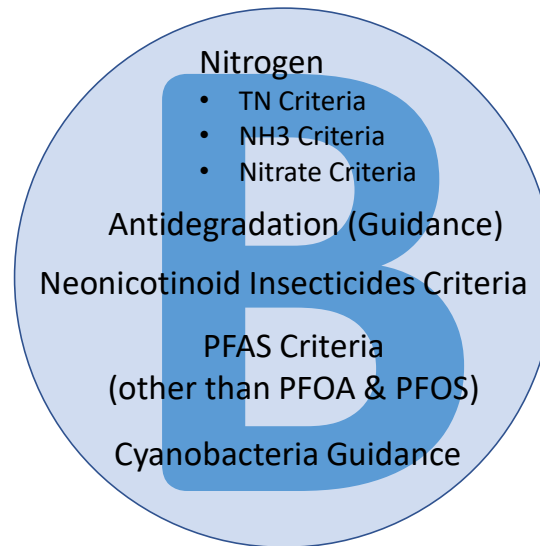 Nitrogen
• TN Criteria
• NH3 Criteria
• Nitrate Criteria
Antidegradation (Guidance)
Neonicotinoid Insecticides Criteria
PFAS Criteria
(other than PFOA & PFOS)
Cyanobacteria Guidance
B